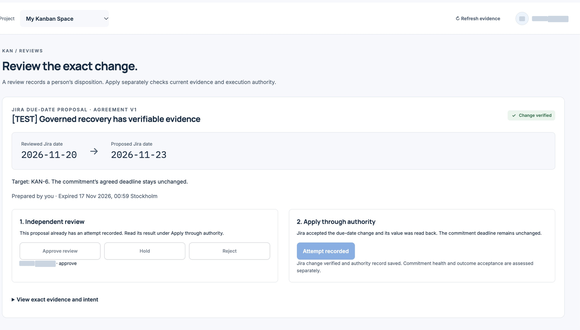 Project
My Kanban Space
Refresh evidence
KAN / REVIEWS
Review the exact change.
A review records a person's disposition. Apply separately checks current evidence and execution authority.
JIRA DUE-DATE PROPOSAL · AGREEMENT V1
[TEST] Governed recovery has verifiable evidence
✓ Change verified
Reviewed Jira date
Proposed Jira date
2026-11-20 → 2026-11-23
Target: KAN-6. The commitment's agreed deadline stays unchanged.
Prepared by you · Expired 17 Nov 2026, 00:59 Stockholm
1. Independent review
This proposal already has an attempt recorded. Read its result under Apply through authority.
Approve review
Hold
Reject
· approve
2. Apply through authority
Jira accepted the due-date change and its value was read back. The commitment deadline remains unchanged.
Attempt recorded
Jira change verified and authority record saved. Commitment health and outcome acceptance are assessed
separately.
View exact evidence and intent